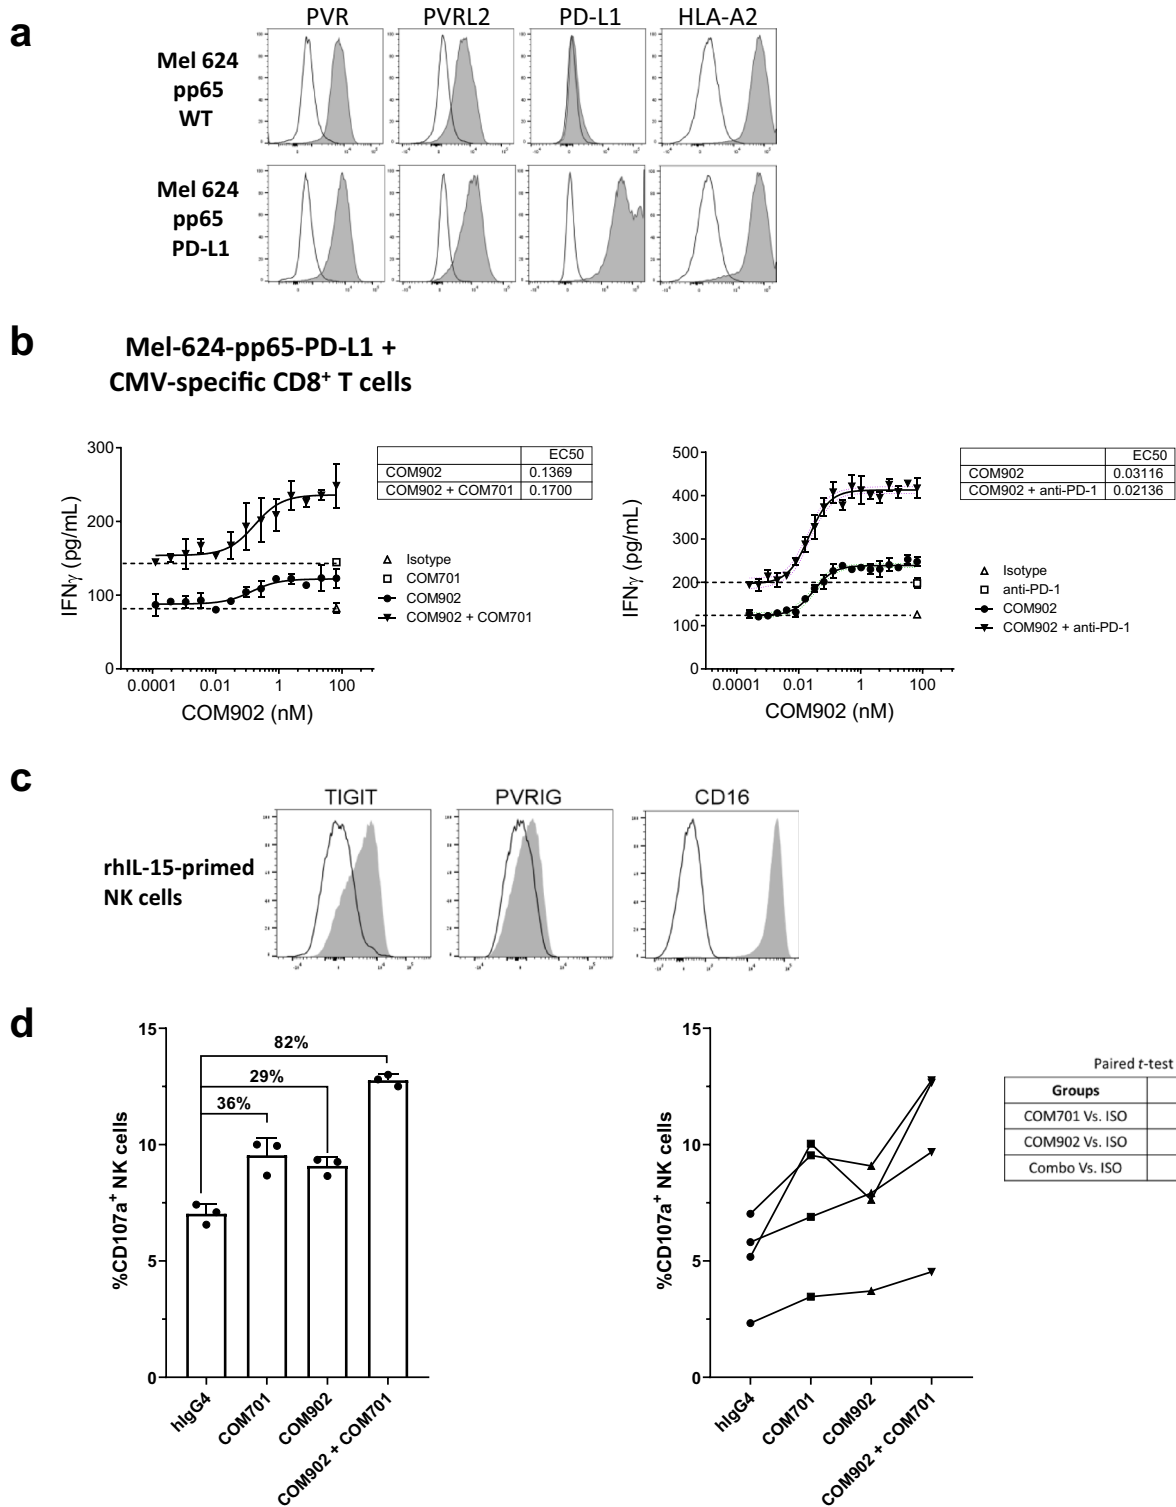 a
PVR PVRL2 PD-L1 HLA-A2
Mel 624
pp65
WT
Mel 624
pp65
PD-L1
b
Mel-624-pp65-PD-L1 +
CMV-specific CD8⁺ T cells
300
200
100
0
IFNγ (pg/mL)
0.0001 0.01 1 100
COM902 (nM)
EC50
COM902 0.1369
COM902 + COM701 0.1700
Isotype
COM701
COM902
COM902 + COM701
500
400
300
200
100
0
IFNγ (pg/mL)
0.0001 0.01 1 100
COM902 (nM)
EC50
COM902 0.03116
COM902 + anti-PD-1 0.02136
Isotype
anti-PD-1
COM902
COM902 + anti-PD-1
c
TIGIT PVRIG CD16
rhIL-15-primed
NK cells
d
15
10
5
0
%CD107a⁺ NK cells
82%
29%
36%
hIgG4
COM701
COM902
COM902 + COM701
15
10
5
0
%CD107a⁺ NK cells
hIgG4
COM701
COM902
COM902 + COM701
Paired t-test
Groups
COM701 Vs. ISO
COM902 Vs. ISO
Combo Vs. ISO